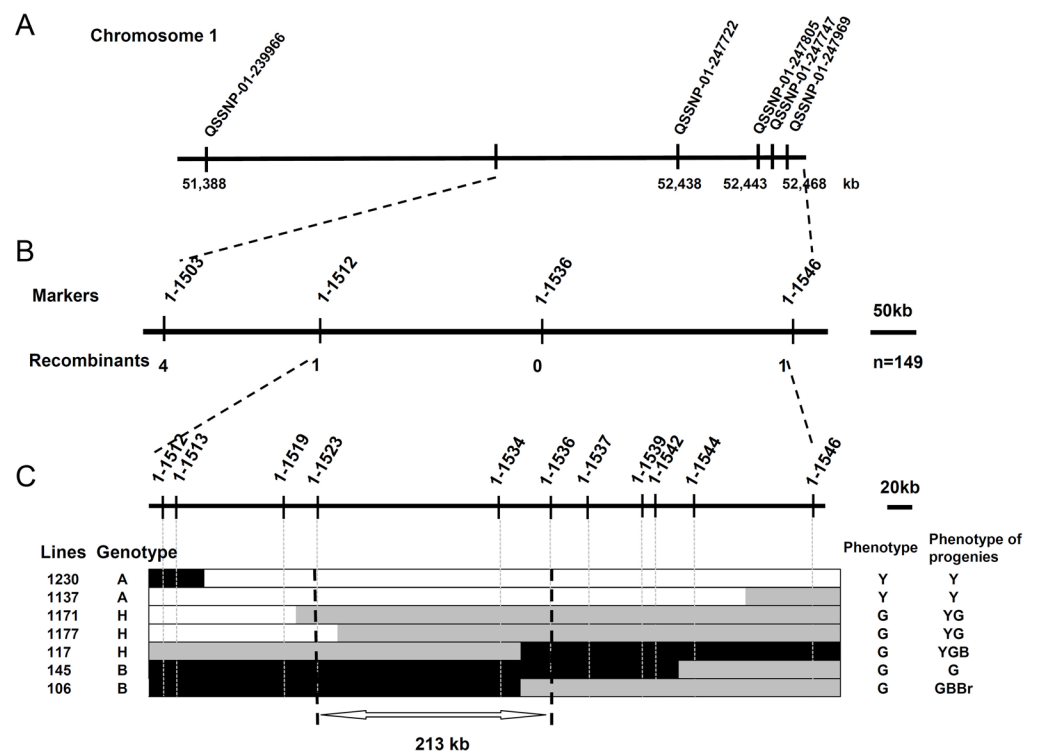 A
Chromosome 1
QSSNP-01-239966
QSSNP-01-247722
QSSNP-01-247805
QSSNP-01-247747
QSSNP-01-247969
51,388 52,438 52,443 52,468 kb
B
Markers
1-1503 1-1512 1-1536 1-1546
50kb
Recombinants 4 1 0 1 n=149
C
1-1512 1-1513 1-1519 1-1523 1-1534 1-1536 1-1537 1-1539 1-1542 1-1544 1-1546
20kb
Lines Genotype Phenotype Phenotype of
progenies
1230 A Y Y
1137 A Y Y
1171 H G YG
1177 H G YG
117 H G YGB
145 B G G
106 B G GBBr
213 kb